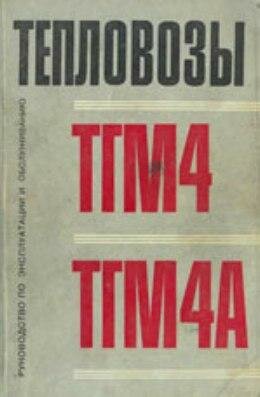 ТЕПЛОВОЗЫ
ТГМ4
ТГМ4А
РУКОВОДСТВО ПО ЭКСПЛУАТАЦИИ И ОБСЛУЖИВАНИЮ